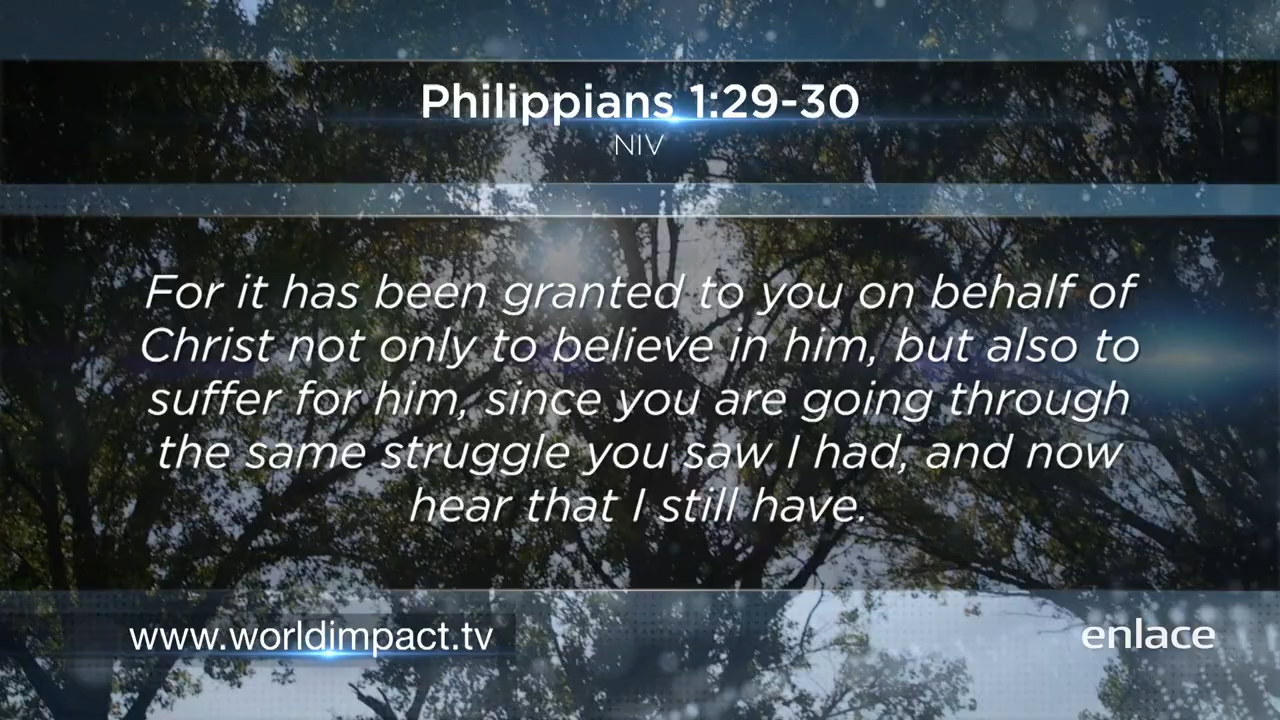 Philippians 1:29-30
NIV
For it has been granted to you on behalf of
Christ not only to believe in him, but also to
suffer for him, since you are going through
the same struggle you saw I had, and now
hear that I still have.
www.worldimpact.tv
enlace